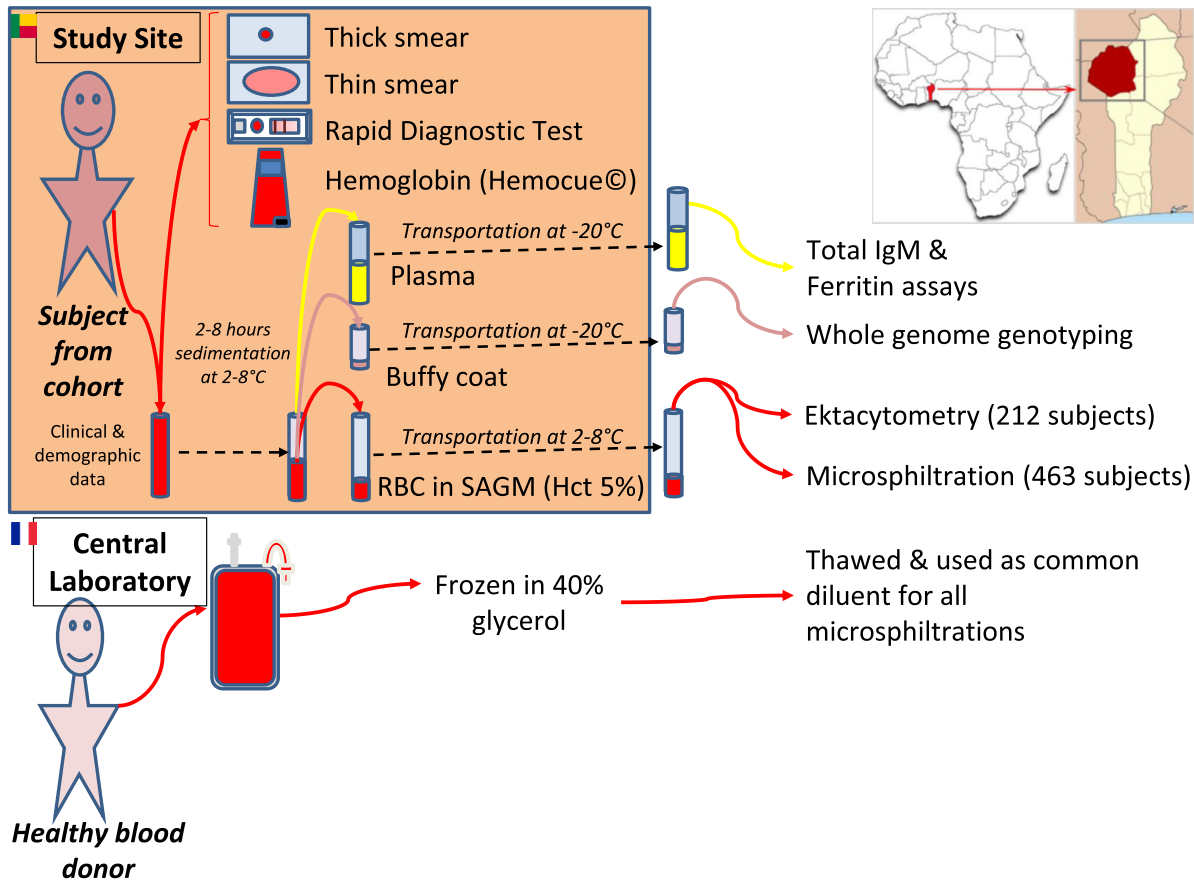 Study Site
Thick smear
Thin smear
Rapid Diagnostic Test
Hemoglobin (Hemocue©)
Subject
from
cohort
Clinical &
demographic
data
2-8 hours
sedimentation
at 2-8°C
Transportation at -20°C
Plasma
Transportation at -20°C
Buffy coat
Transportation at 2-8°C
RBC in SAGM (Hct 5%)
Total IgM &
Ferritin assays
Whole genome genotyping
Ektacytometry (212 subjects)
Microsphiltration (463 subjects)
Central
Laboratory
Healthy blood
donor
Frozen in 40%
glycerol
Thawed & used as common
diluent for all
microsphiltrations